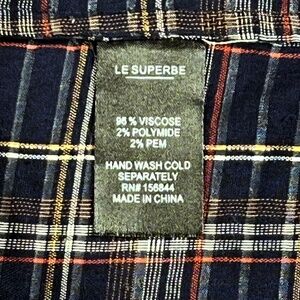 LE SUPERBE
96 % VISCOSE
2% POLYMIDE
2% PEM
HAND WASH COLD
SEPARATELY
RN# 156844
MADE IN CHINA